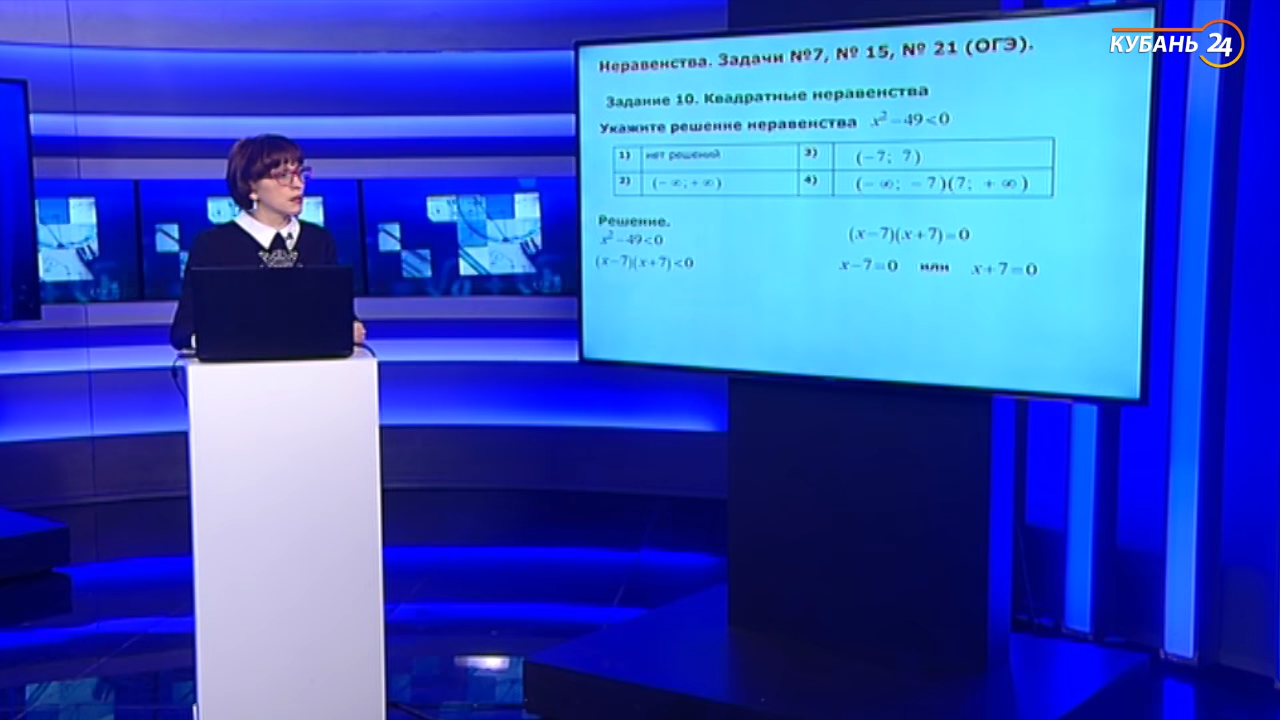 КУБАНЬ 24
Неравенства. Задачи №7, № 15, № 21 (ОГЭ).
Задание 10. Квадратные неравенства
Укажите решение неравенства x² − 49 < 0
1) нет решений 3) (−7; 7)
2) (−∞; +∞) 4) (−∞; −7)(7; +∞)
Решение.
x² − 49 < 0
(x−7)(x+7) < 0
(x−7)(x+7) = 0
x−7=0 или x+7=0